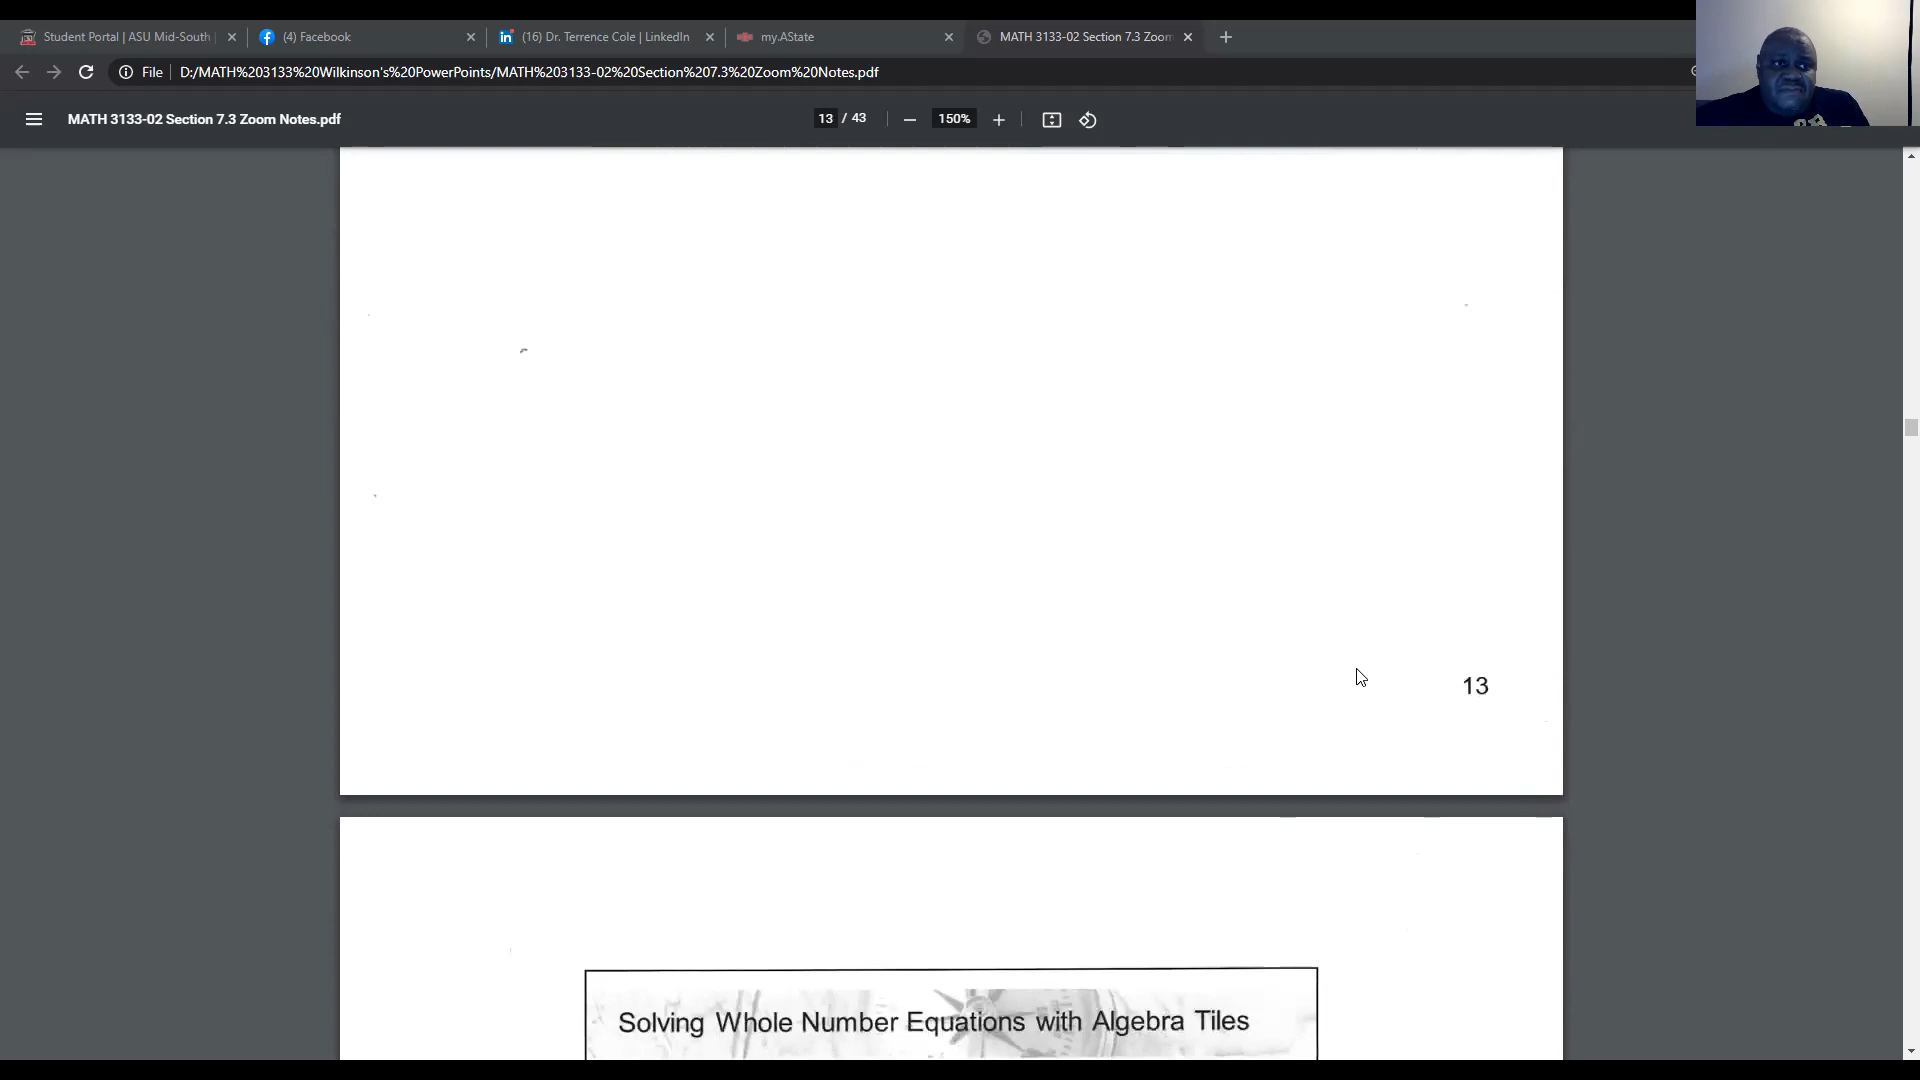 Student Portal | ASU Mid-South |
(4) Facebook
(16) Dr. Terrence Cole | LinkedIn
my.AState
MATH 3133-02 Section 7.3 Zoom
File
D:/MATH%203133%20Wilkinson's%20PowerPoints/MATH%203133-02%20Section%207.3%20Zoom%20Notes.pdf
MATH 3133-02 Section 7.3 Zoom Notes.pdf
13 / 43
150%
13
Solving Whole Number Equations with Algebra Tiles